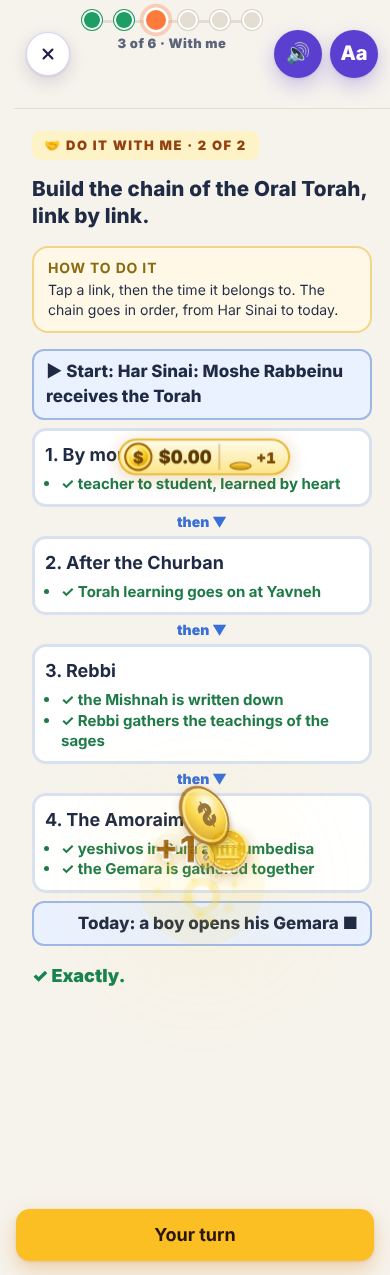 3 of 6 · With me
✕
🔊
Aa
🤝 DO IT WITH ME · 2 OF 2
Build the chain of the Oral Torah,
link by link.
HOW TO DO IT
Tap a link, then the time it belongs to. The
chain goes in order, from Har Sinai to today.
▶ Start: Har Sinai: Moshe Rabbeinu
receives the Torah
1. By
$ $0.00 +1
• ✓ teacher to student, learned by heart
then ▼
2. After the Churban
• ✓ Torah learning goes on at Yavneh
then ▼
3. Rebbi
• ✓ the Mishnah is written down
• ✓ Rebbi gathers the teachings of the
sages
then ▼
4. The Amoraim
+1
• ✓ yeshivos in
• ✓ the Gemara is gathered together
Today: a boy opens his Gemara ■
✓ Exactly.
Your turn